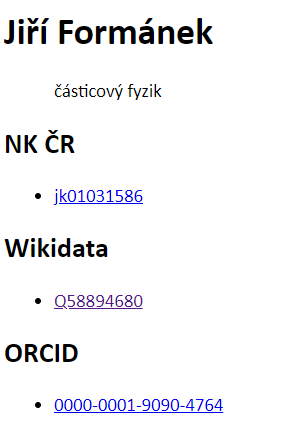 Jiří Formánek
částicový fyzik
NK ČR
jk01031586
Wikidata
Q58894680
ORCID
0000-0001-9090-4764